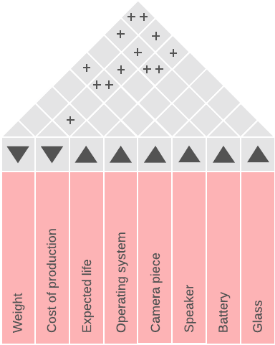 ++
+ +
+ +
+ + ++
++
+
Weight
Cost of production
Expected life
Operating system
Camera piece
Speaker
Battery
Glass